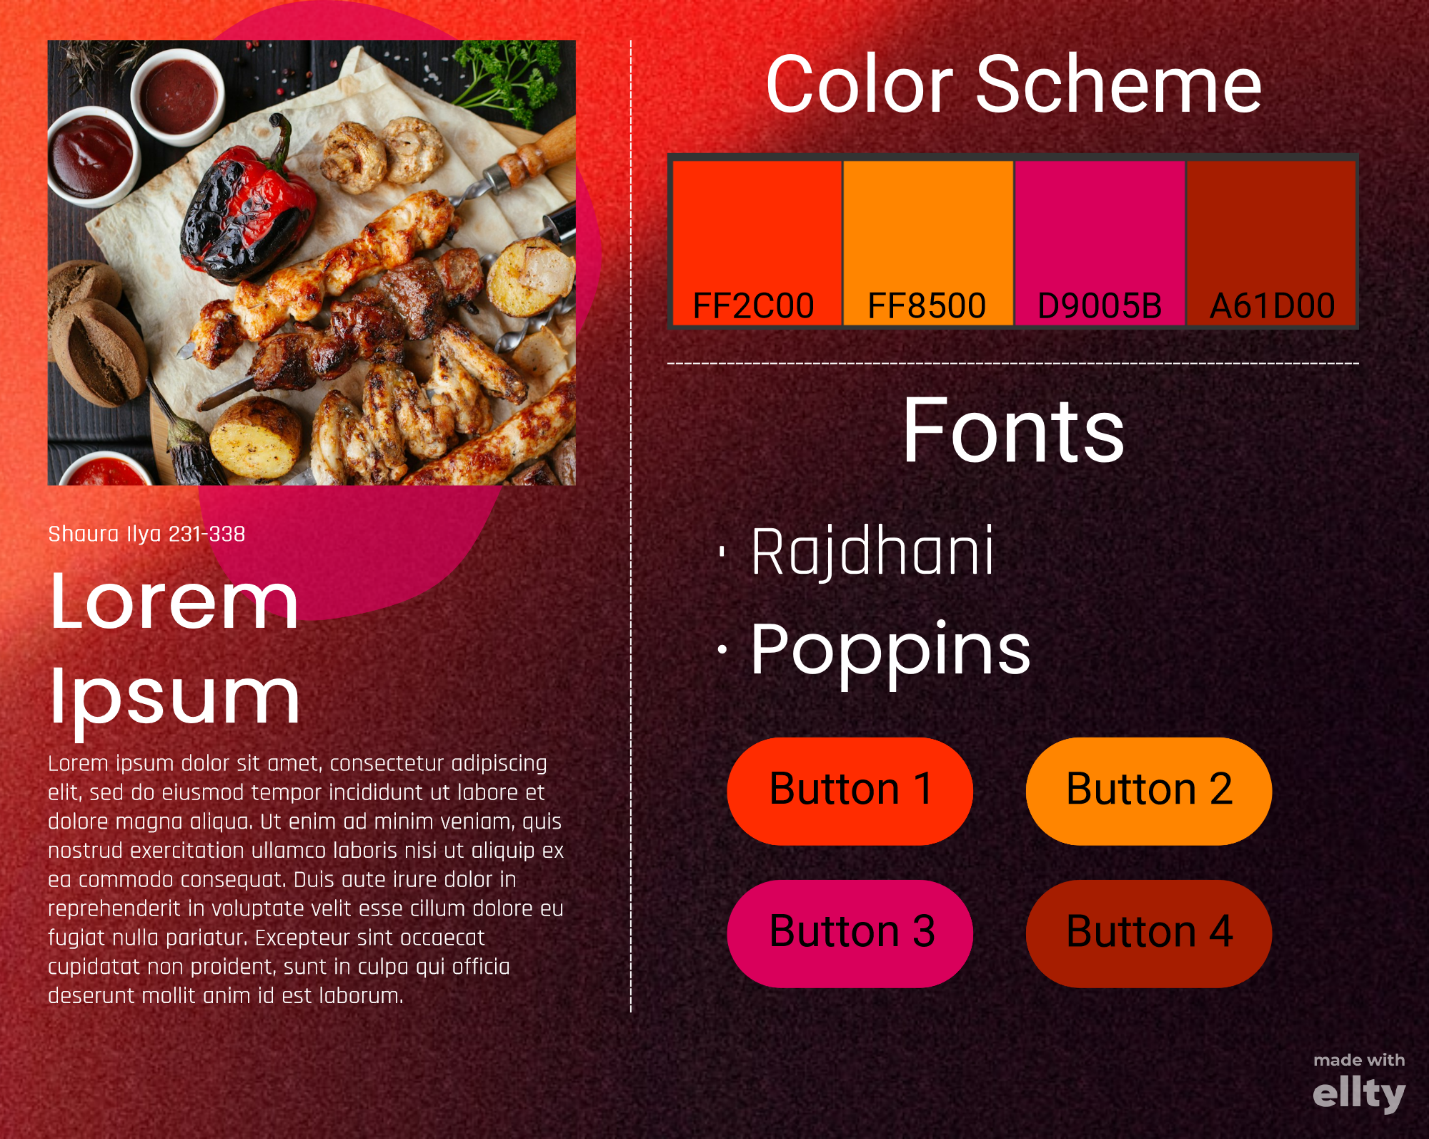 Shaura Ilya 231-338
Lorem
Ipsum
Lorem ipsum dolor sit amet, consectetur adipiscing
elit, sed do eiusmod tempor incididunt ut labore et
dolore magna aliqua. Ut enim ad minim veniam, quis
nostrud exercitation ullamco laboris nisi ut aliquip ex
ea commodo consequat. Duis aute irure dolor in
reprehenderit in voluptate velit esse cillum dolore eu
fugiat nulla pariatur. Excepteur sint occaecat
cupidatat non proident, sunt in culpa qui officia
deserunt mollit anim id est laborum.
Color Scheme
FF2C00 FF8500 D9005B A61D00
Fonts
· Rajdhani
· Poppins
Button 1 Button 2
Button 3 Button 4
made with
ellty